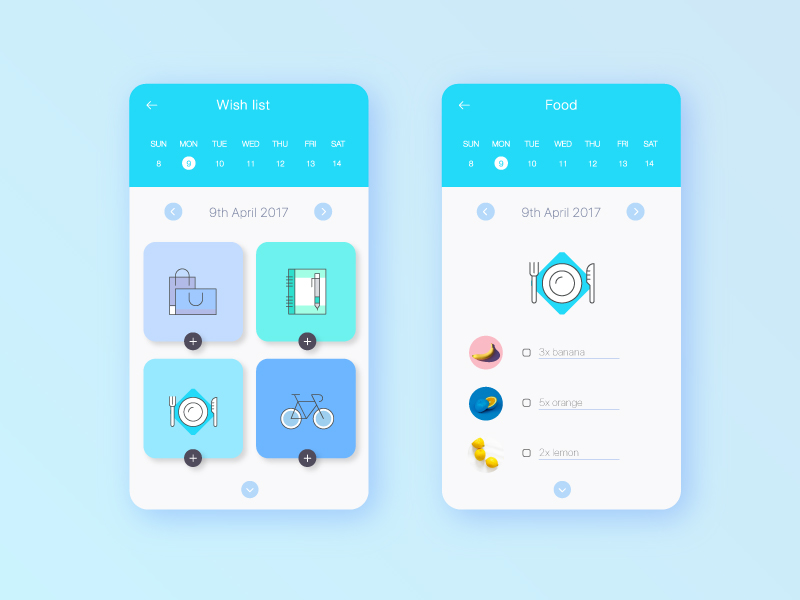 Wish list
SUN MON TUE WED THU FRI SAT
8 9 10 11 12 13 14
9th April 2017
Food
SUN MON TUE WED THU FRI SAT
8 9 10 11 12 13 14
9th April 2017
3x banana
5x orange
2x lemon